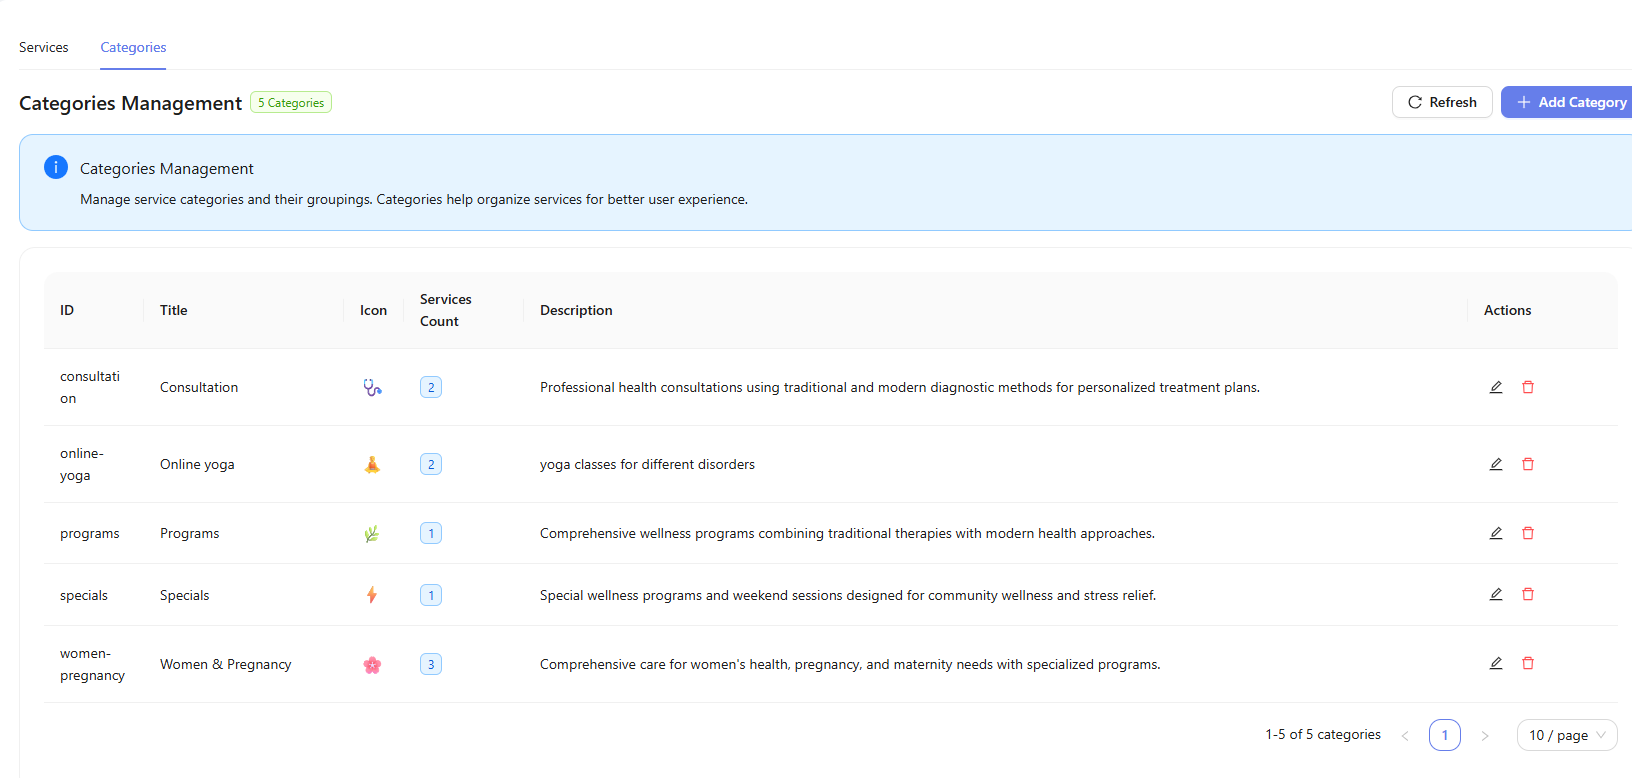 Services Categories
Categories Management 5 Categories Refresh Add Category
Categories Management
Manage service categories and their groupings. Categories help organize services for better user experience.
ID Title Icon Services Count Description Actions
consultati
on
Consultation 2 Professional health consultations using traditional and modern diagnostic methods for personalized treatment plans.
online-
yoga
Online yoga 2 yoga classes for different disorders
programs Programs 1 Comprehensive wellness programs combining traditional therapies with modern health approaches.
specials Specials 1 Special wellness programs and weekend sessions designed for community wellness and stress relief.
women-
pregnancy
Women & Pregnancy 3 Comprehensive care for women's health, pregnancy, and maternity needs with specialized programs.
1-5 of 5 categories < 1 > 10 / page